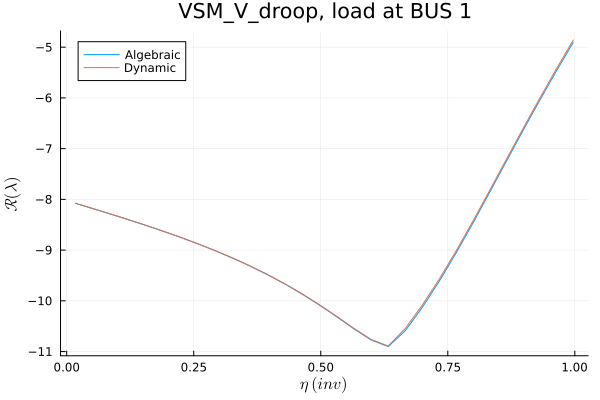 VSM_V_droop, load at BUS 1
Algebraic
Dynamic
−5
−6
−7
−8
−9
−10
−11
ℛ(λ)
0.00 0.25 0.50 0.75 1.00
η (inv)